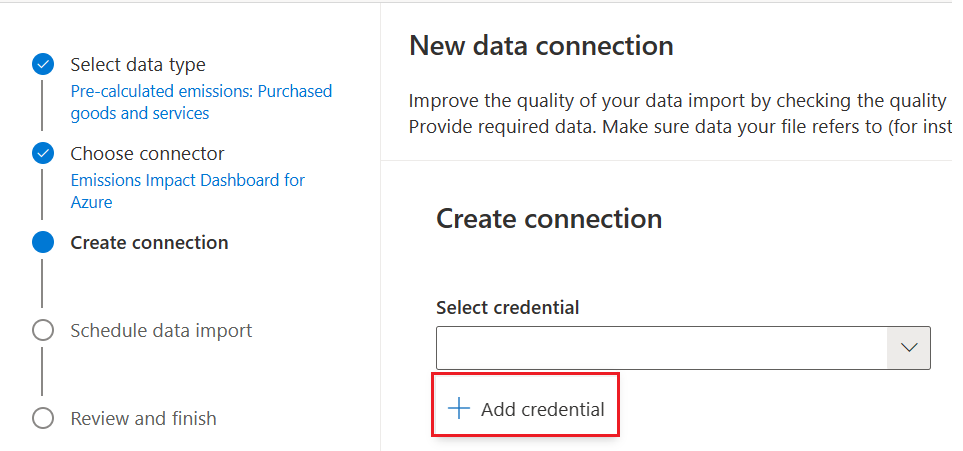 Select data type
Pre-calculated emissions: Purchased
goods and services
Choose connector
Emissions Impact Dashboard for
Azure
Create connection
Schedule data import
Review and finish
New data connection
Improve the quality of your data import by checking the quality
Provide required data. Make sure data your file refers to (for inst
Create connection
Select credential
Add credential